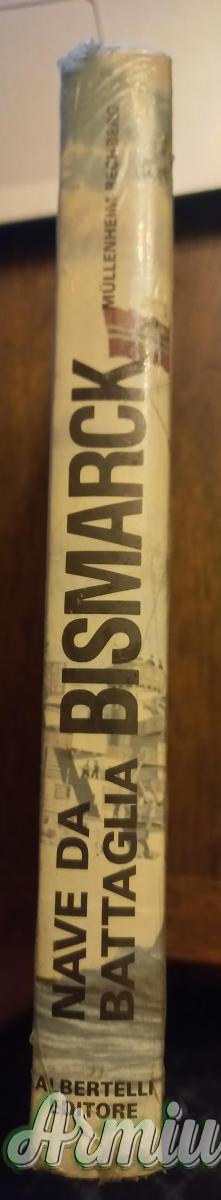 MÜLLENHEIM-RECHBERG
NAVE DA
BATTAGLIA BISMARCK
ALBERTELLI
EDITORE
Armiu